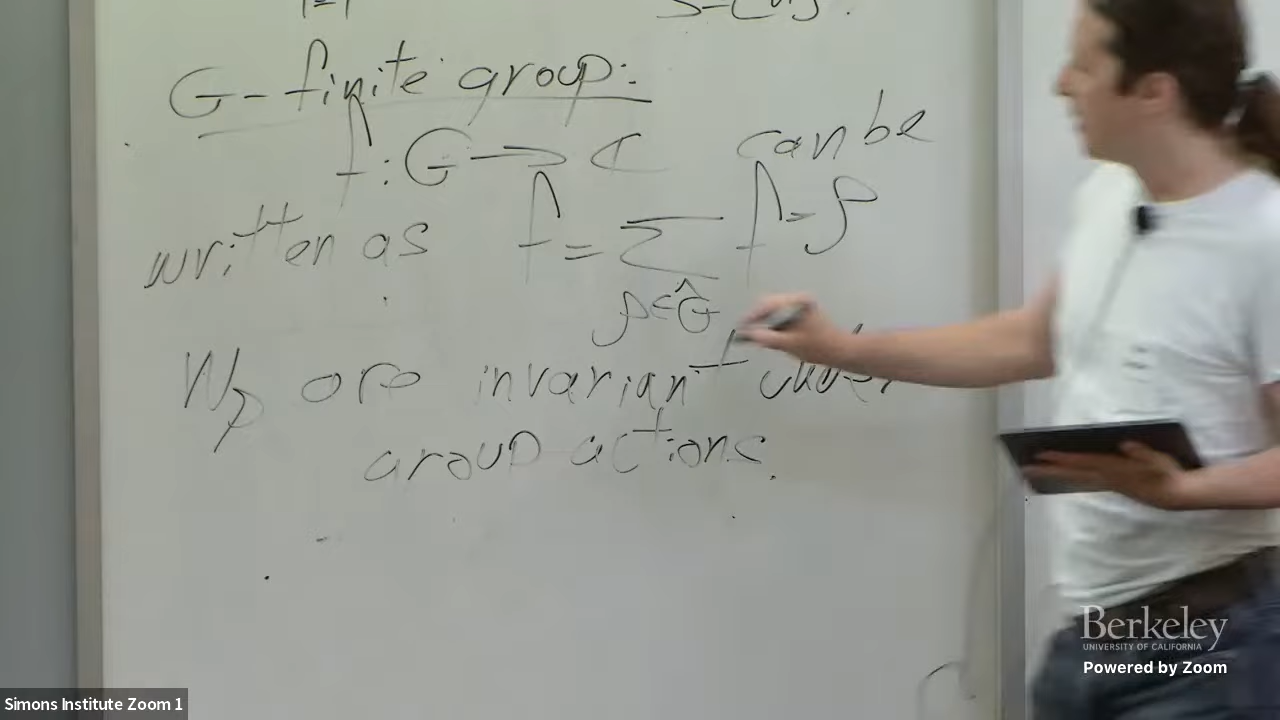 G - finite group:
f: G → ℂ can be
written as f = Σ f^{=ρ}
ρ∈Ĝ
W_ρ are invariant under
group actions.
Berkeley
UNIVERSITY OF CALIFORNIA
Powered by Zoom
Simons Institute Zoom 1